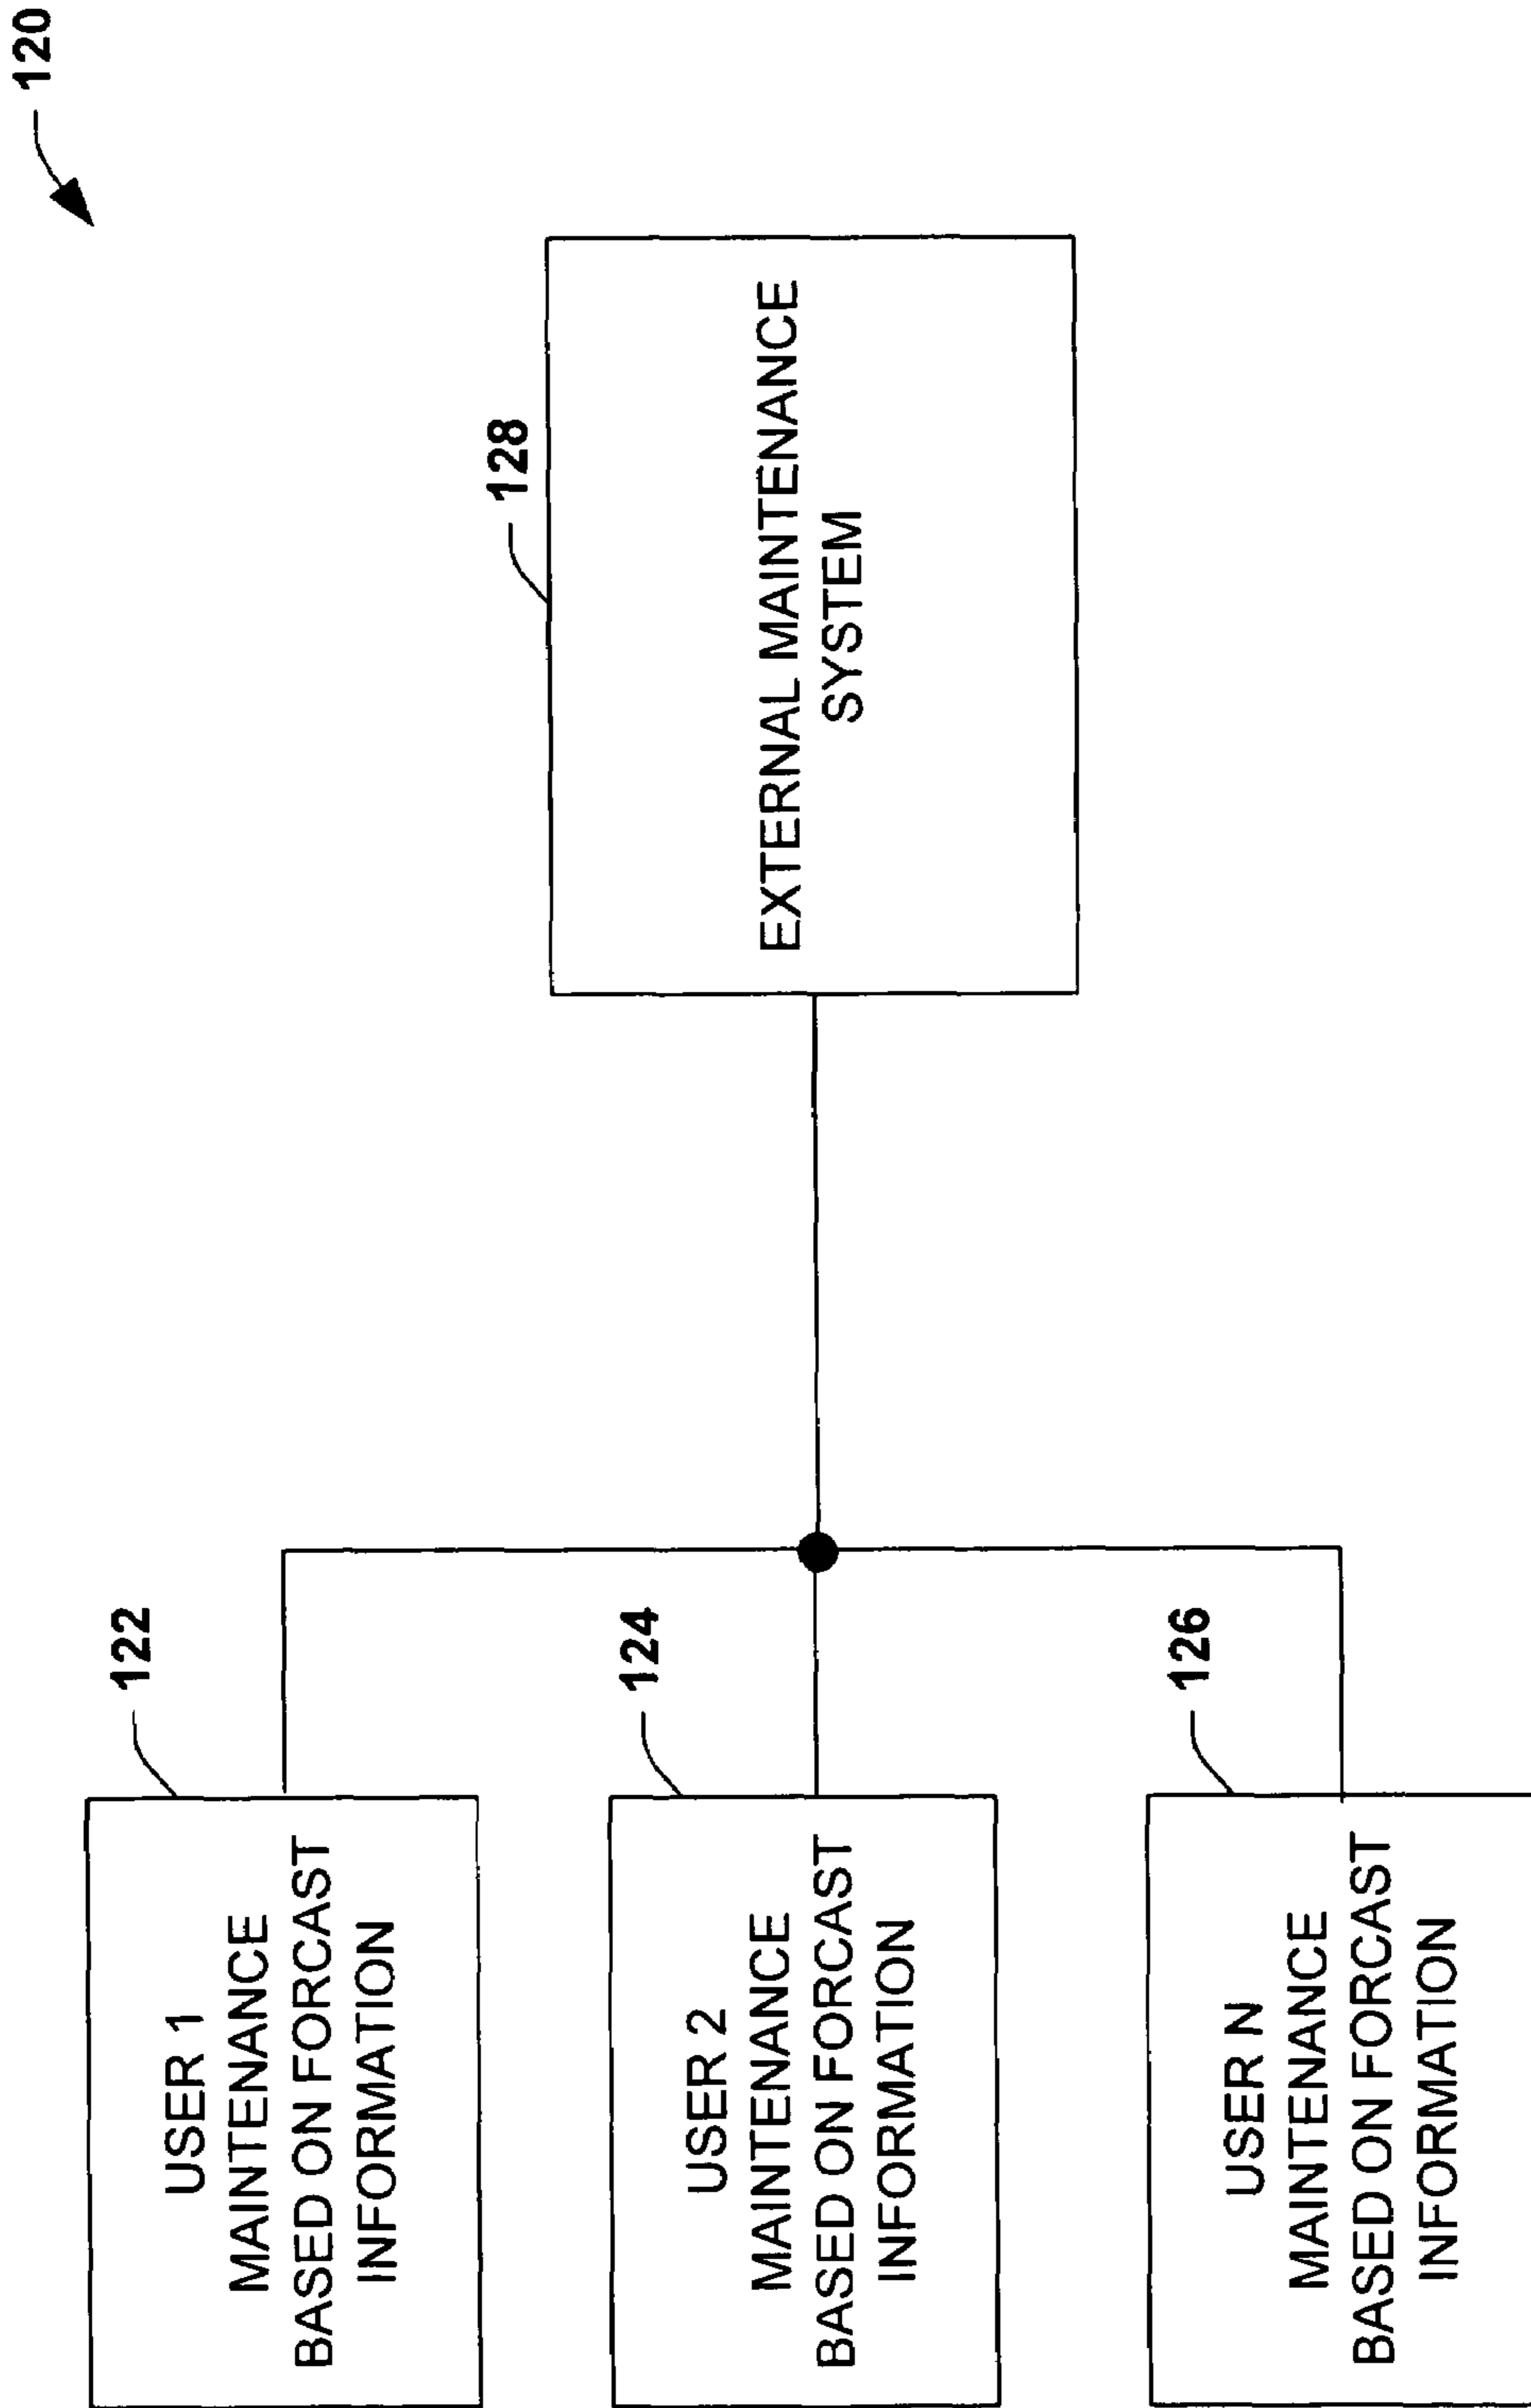 120
122
USER 1
MAINTENANCE
BASED ON FORCAST
INFORMATION
124
USER 2
MAINTENANCE
BASED ON FORCAST
INFORMATION
126
USER N
MAINTENANCE
BASED ON FORCAST
INFORMATION
128
EXTERNAL MAINTENANCE
SYSTEM